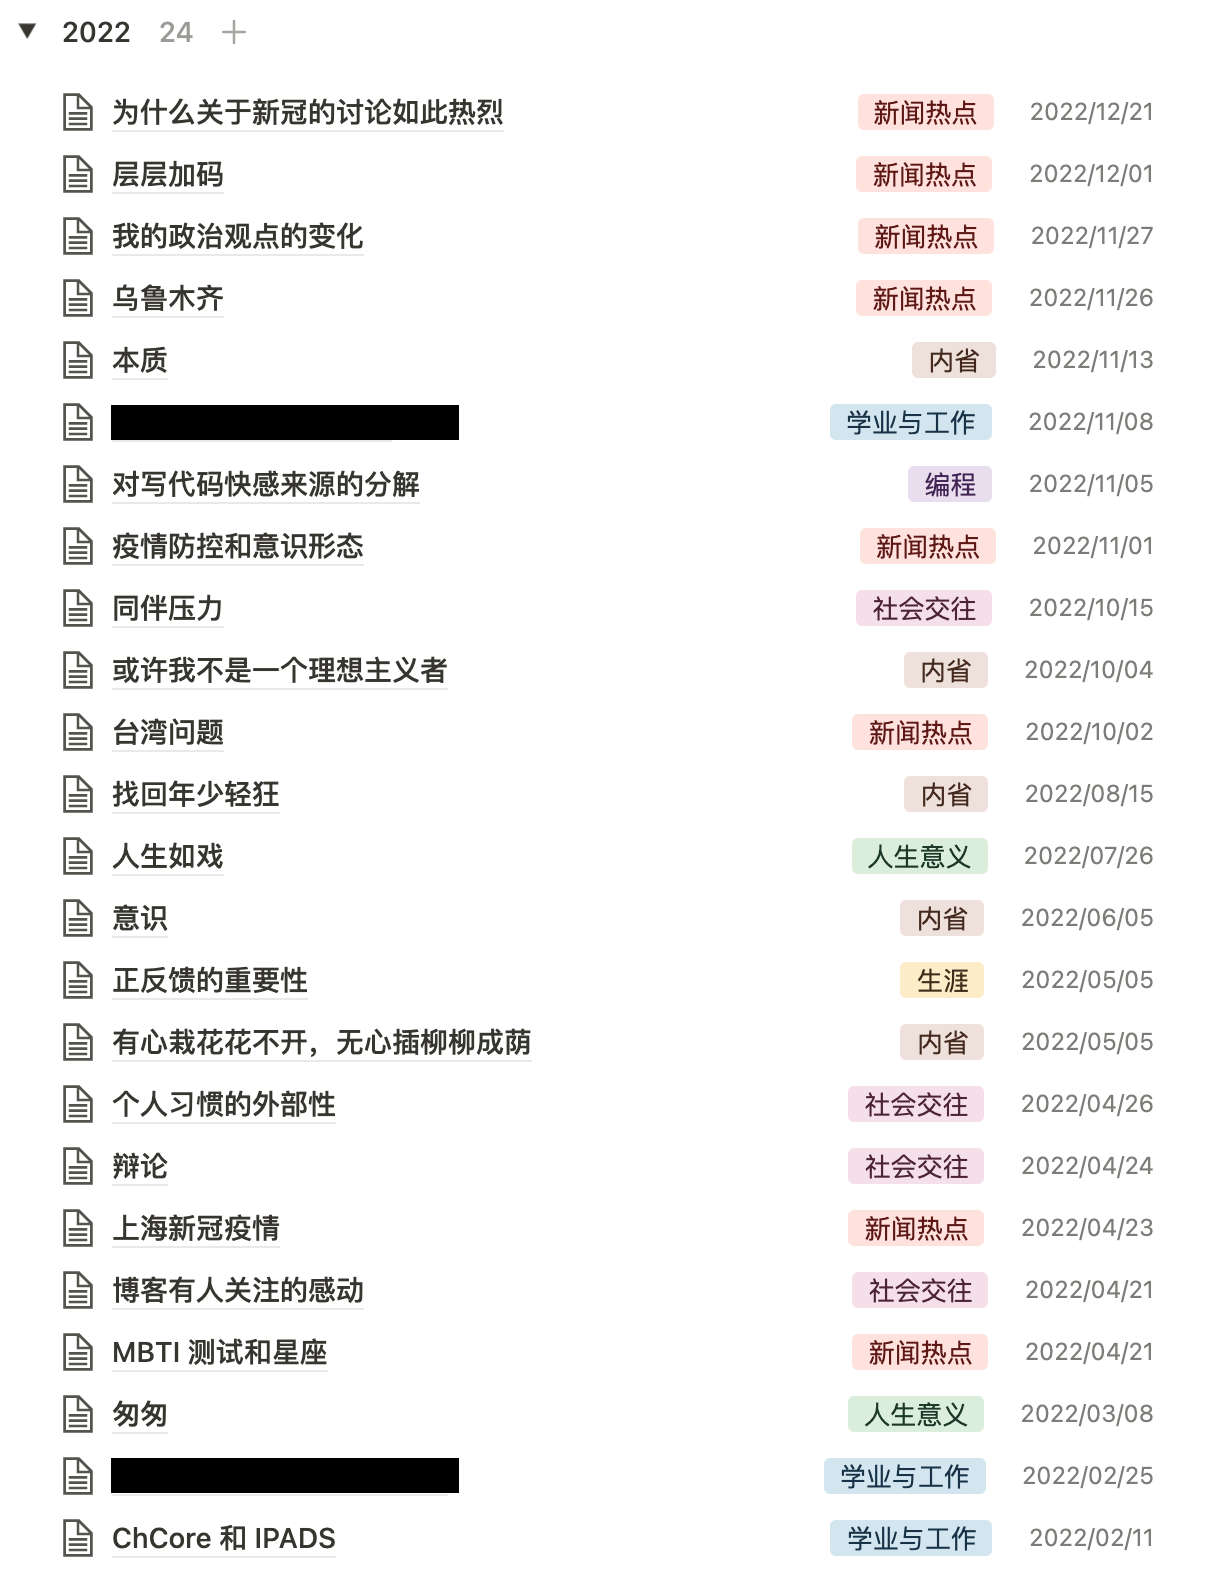 2022 24
为什么关于新冠的讨论如此热烈 新闻热点 2022/12/21
层层加码 新闻热点 2022/12/01
我的政治观点的变化 新闻热点 2022/11/27
乌鲁木齐 新闻热点 2022/11/26
本质 内省 2022/11/13
学业与工作 2022/11/08
对写代码快感来源的分解 编程 2022/11/05
疫情防控和意识形态 新闻热点 2022/11/01
同伴压力 社会交往 2022/10/15
或许我不是一个理想主义者 内省 2022/10/04
台湾问题 新闻热点 2022/10/02
找回年少轻狂 内省 2022/08/15
人生如戏 人生意义 2022/07/26
意识 内省 2022/06/05
正反馈的重要性 生涯 2022/05/05
有心栽花花不开，无心插柳柳成荫 内省 2022/05/05
个人习惯的外部性 社会交往 2022/04/26
辩论 社会交往 2022/04/24
上海新冠疫情 新闻热点 2022/04/23
博客有人关注的感动 社会交往 2022/04/21
MBTI 测试和星座 新闻热点 2022/04/21
匆匆 人生意义 2022/03/08
学业与工作 2022/02/25
ChCore 和 IPADS 学业与工作 2022/02/11